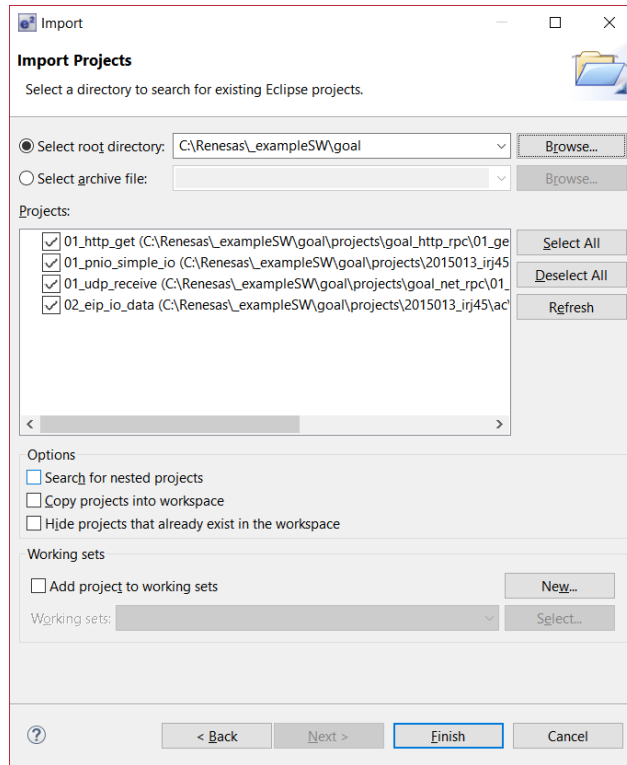 e² Import
Import Projects
Select a directory to search for existing Eclipse projects.
Select root directory: C:\Renesas\_exampleSW\goal Browse...
Select archive file: Browse...
Projects:
01_http_get (C:\Renesas\_exampleSW\goal\projects\goal_http_rpc\01_ge
01_pnio_simple_io (C:\Renesas\_exampleSW\goal\projects\2015013_irj45
01_udp_receive (C:\Renesas\_exampleSW\goal\projects\goal_net_rpc\01_
02_eip_io_data (C:\Renesas\_exampleSW\goal\projects\2015013_irj45\ac\
Select All
Deselect All
Refresh
Options
Search for nested projects
Copy projects into workspace
Hide projects that already exist in the workspace
Working sets
Add project to working sets New...
Working sets: Select...
? < Back Next > Finish Cancel